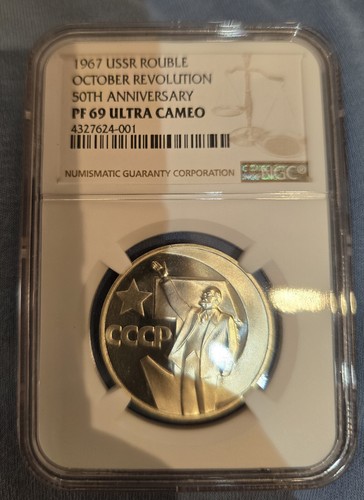 1967 USSR ROUBLE
OCTOBER REVOLUTION
50TH ANNIVERSARY
PF 69 ULTRA CAMEO
4327624-001
NUMISMATIC GUARANTY CORPORATION
NGC®
СССР